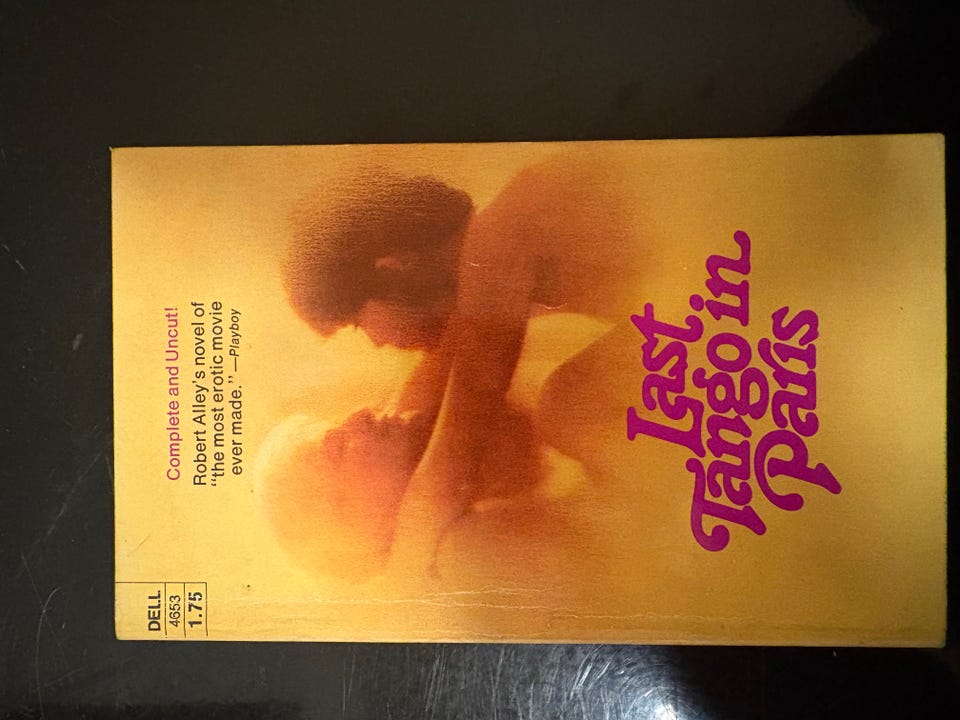 DELL
4653
1.75
Complete and Uncut!
Robert Alley's novel of
"the most erotic movie
ever made." —Playboy
Last
Tango in
Paris